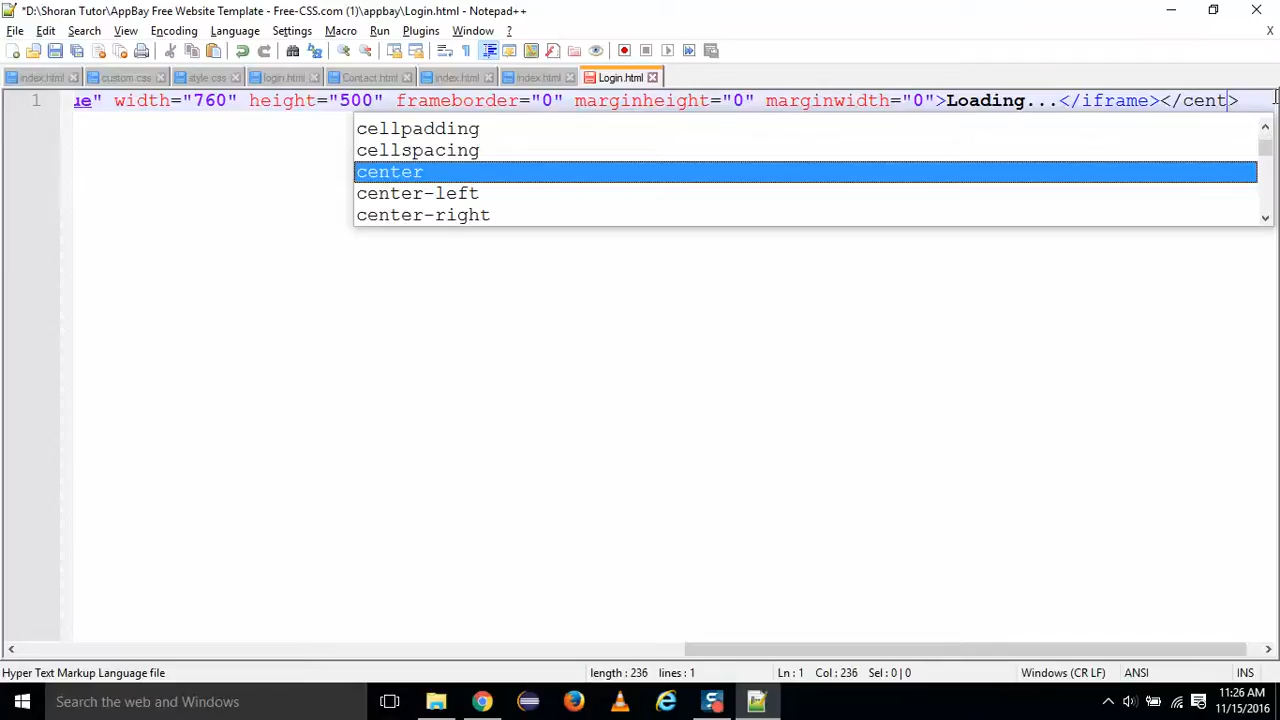 *D:\Shoran Tutor\AppBay Free Website Template - Free-CSS.com (1)\appbay\Login.html - Notepad++
File Edit Search View Encoding Language Settings Macro Run Plugins Window ? X
index.html custom.css style.css login.html Contact.html index.html index.html Login.html
1 ue" width="760" height="500" frameborder="0" marginheight="0" marginwidth="0">Loading...</iframe></cent>
cellpadding
cellspacing
center
center-left
center-right
Hyper Text Markup Language file length : 236 lines : 1 Ln : 1 Col : 236 Sel : 0 | 0 Windows (CR LF) ANSI INS
Search the web and Windows
11:26 AM
11/15/2016